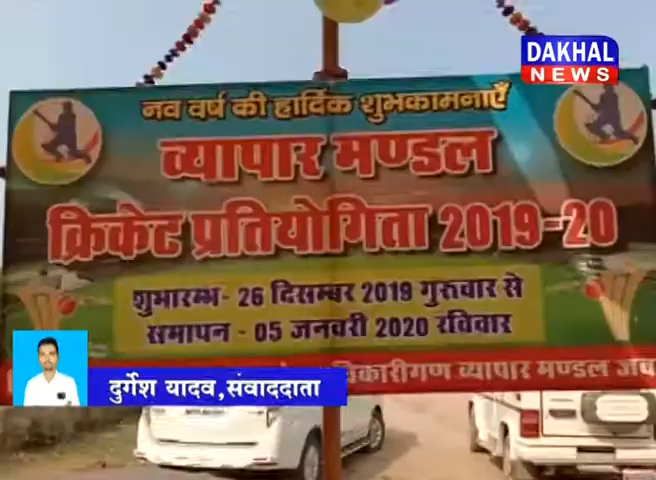 DAKHAL
NEWS
नव वर्ष की हार्दिक शुभकामनाएँ
व्यापार मण्डल
क्रिकेट प्रतियोगिता 2019-20
शुभारम्भ- 26 दिसम्बर 2019 गुरुवार से
समापन - 05 जनवरी 2020 रविवार
व्यापार मण्डल
दुर्गेश यादव,संवाददाता